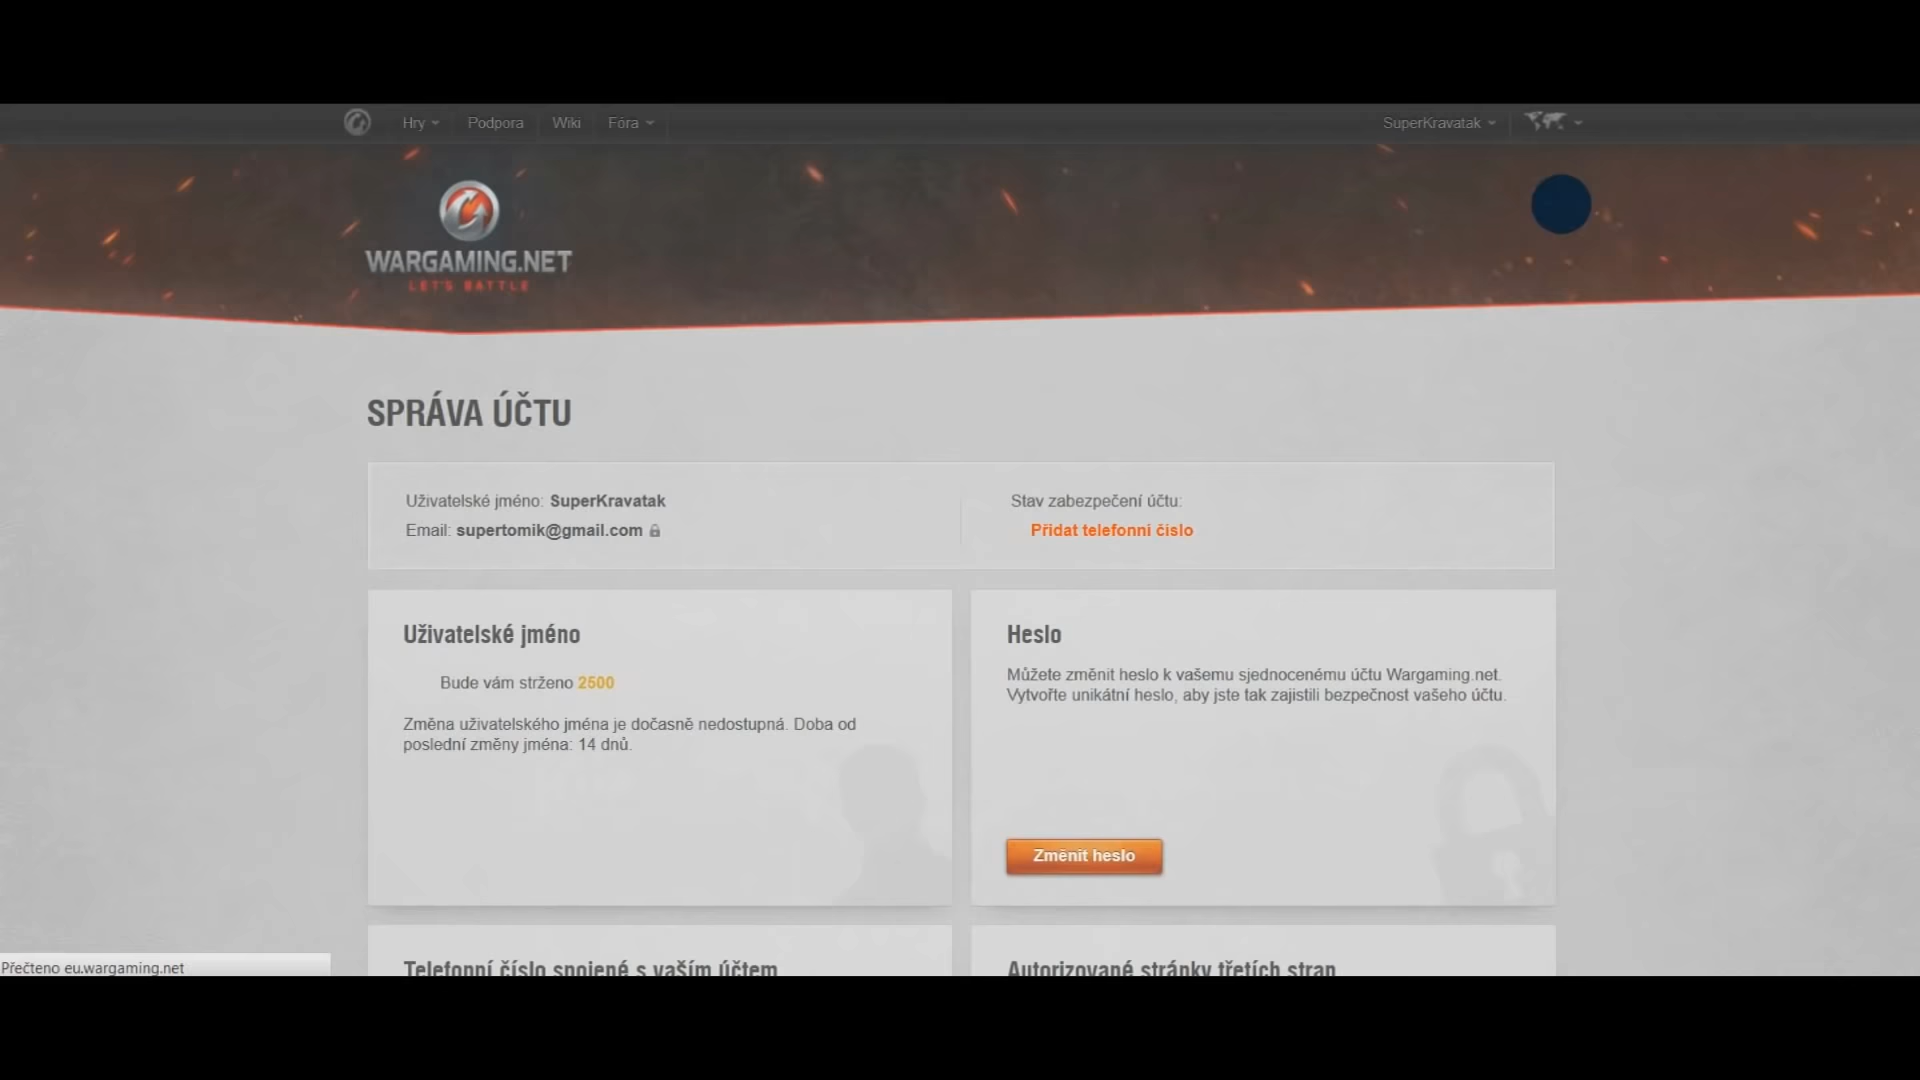 Hry Podpora Wiki Fóra SuperKravatak
WARGAMING.NET
LET'S BATTLE
SPRÁVA ÚČTU
Uživatelské jméno: SuperKravatak
Email: supertomik@gmail.com
Stav zabezpečení účtu:
Přidat telefonní číslo
Uživatelské jméno
Bude vám strženo 2500
Změna uživatelského jména je dočasně nedostupná. Doba od
poslední změny jména: 14 dnů.
Heslo
Můžete změnit heslo k vašemu sjednocenému účtu Wargaming.net.
Vytvořte unikátní heslo, aby jste tak zajistili bezpečnost vašeho účtu.
Změnit heslo
Telefonní číslo spojené s vaším účtem
Autorizované stránky třetích stran
Přečteno eu.wargaming.net